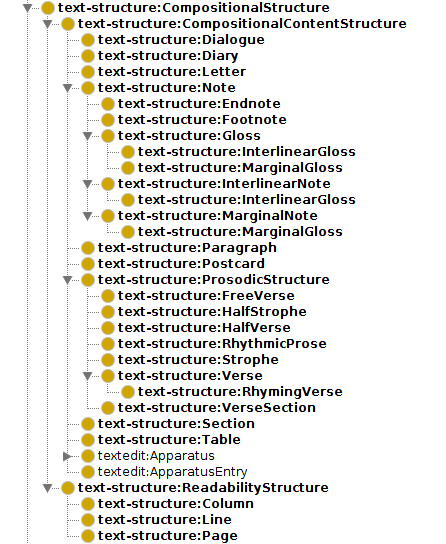 text-structure:CompositionalStructure
text-structure:CompositionalContentStructure
text-structure:Dialogue
text-structure:Diary
text-structure:Letter
text-structure:Note
text-structure:Endnote
text-structure:Footnote
text-structure:Gloss
text-structure:InterlinearGloss
text-structure:MarginalGloss
text-structure:InterlinearNote
text-structure:InterlinearGloss
text-structure:MarginalNote
text-structure:MarginalGloss
text-structure:Paragraph
text-structure:Postcard
text-structure:ProsodicStructure
text-structure:FreeVerse
text-structure:HalfStrophe
text-structure:HalfVerse
text-structure:RhythmicProse
text-structure:Strophe
text-structure:Verse
text-structure:RhymingVerse
text-structure:VerseSection
text-structure:Section
text-structure:Table
textedit:Apparatus
textedit:ApparatusEntry
text-structure:ReadabilityStructure
text-structure:Column
text-structure:Line
text-structure:Page